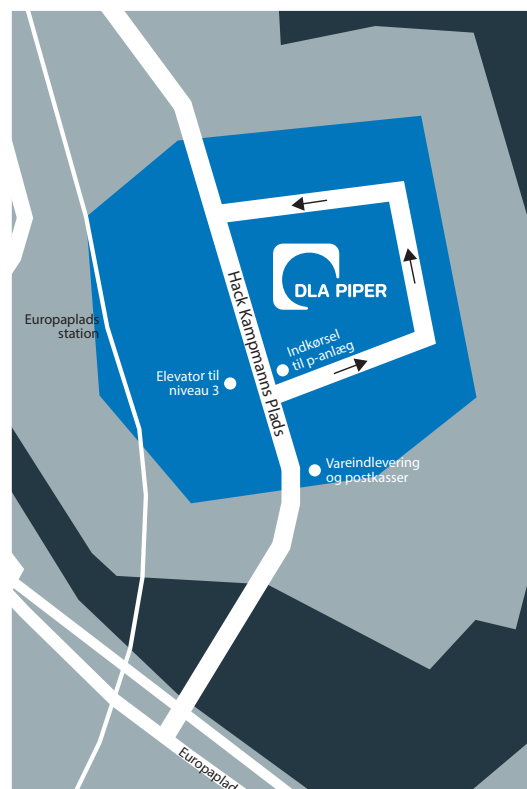 DLA PIPER
Hack Kampmanns Plads
Europaplads
station
Indkørsel
til p-anlæg
Elevator til
niveau 3
Vareindlevering
og postkasser
Europaplad